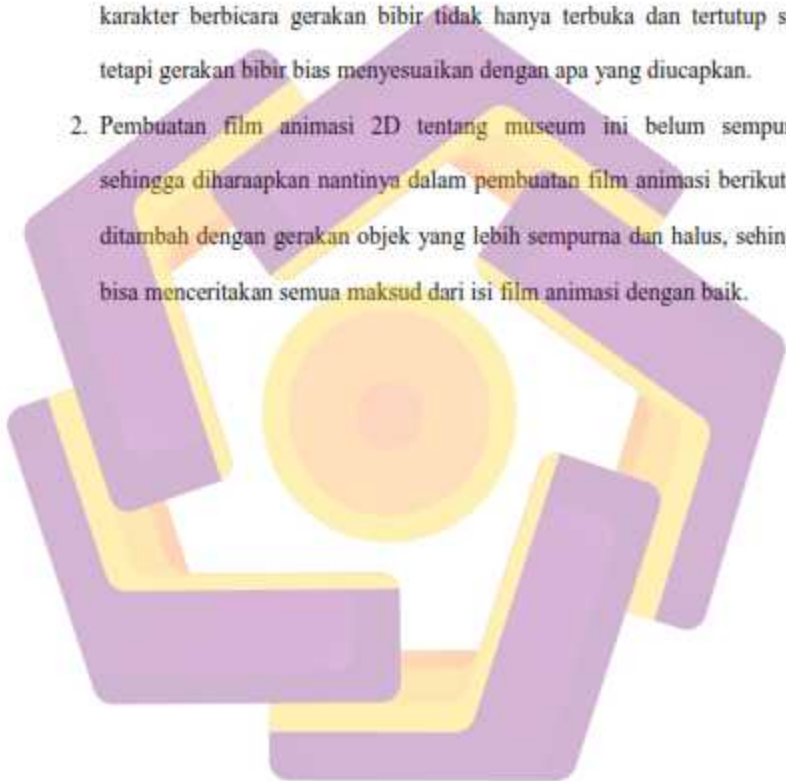 karakter berbicara gerakan bibir tidak hanya terbuka dan tertutup s
tetapi gerakan bibir bias menyesuaikan dengan apa yang diucapkan.
2. Pembuatan film animasi 2D tentang museum ini belum sempu
sehingga diharaapkan nantinya dalam pembuatan film animasi berikut
ditambah dengan gerakan objek yang lebih sempurna dan halus, sehin
bisa menceritakan semua maksud dari isi film animasi dengan baik.